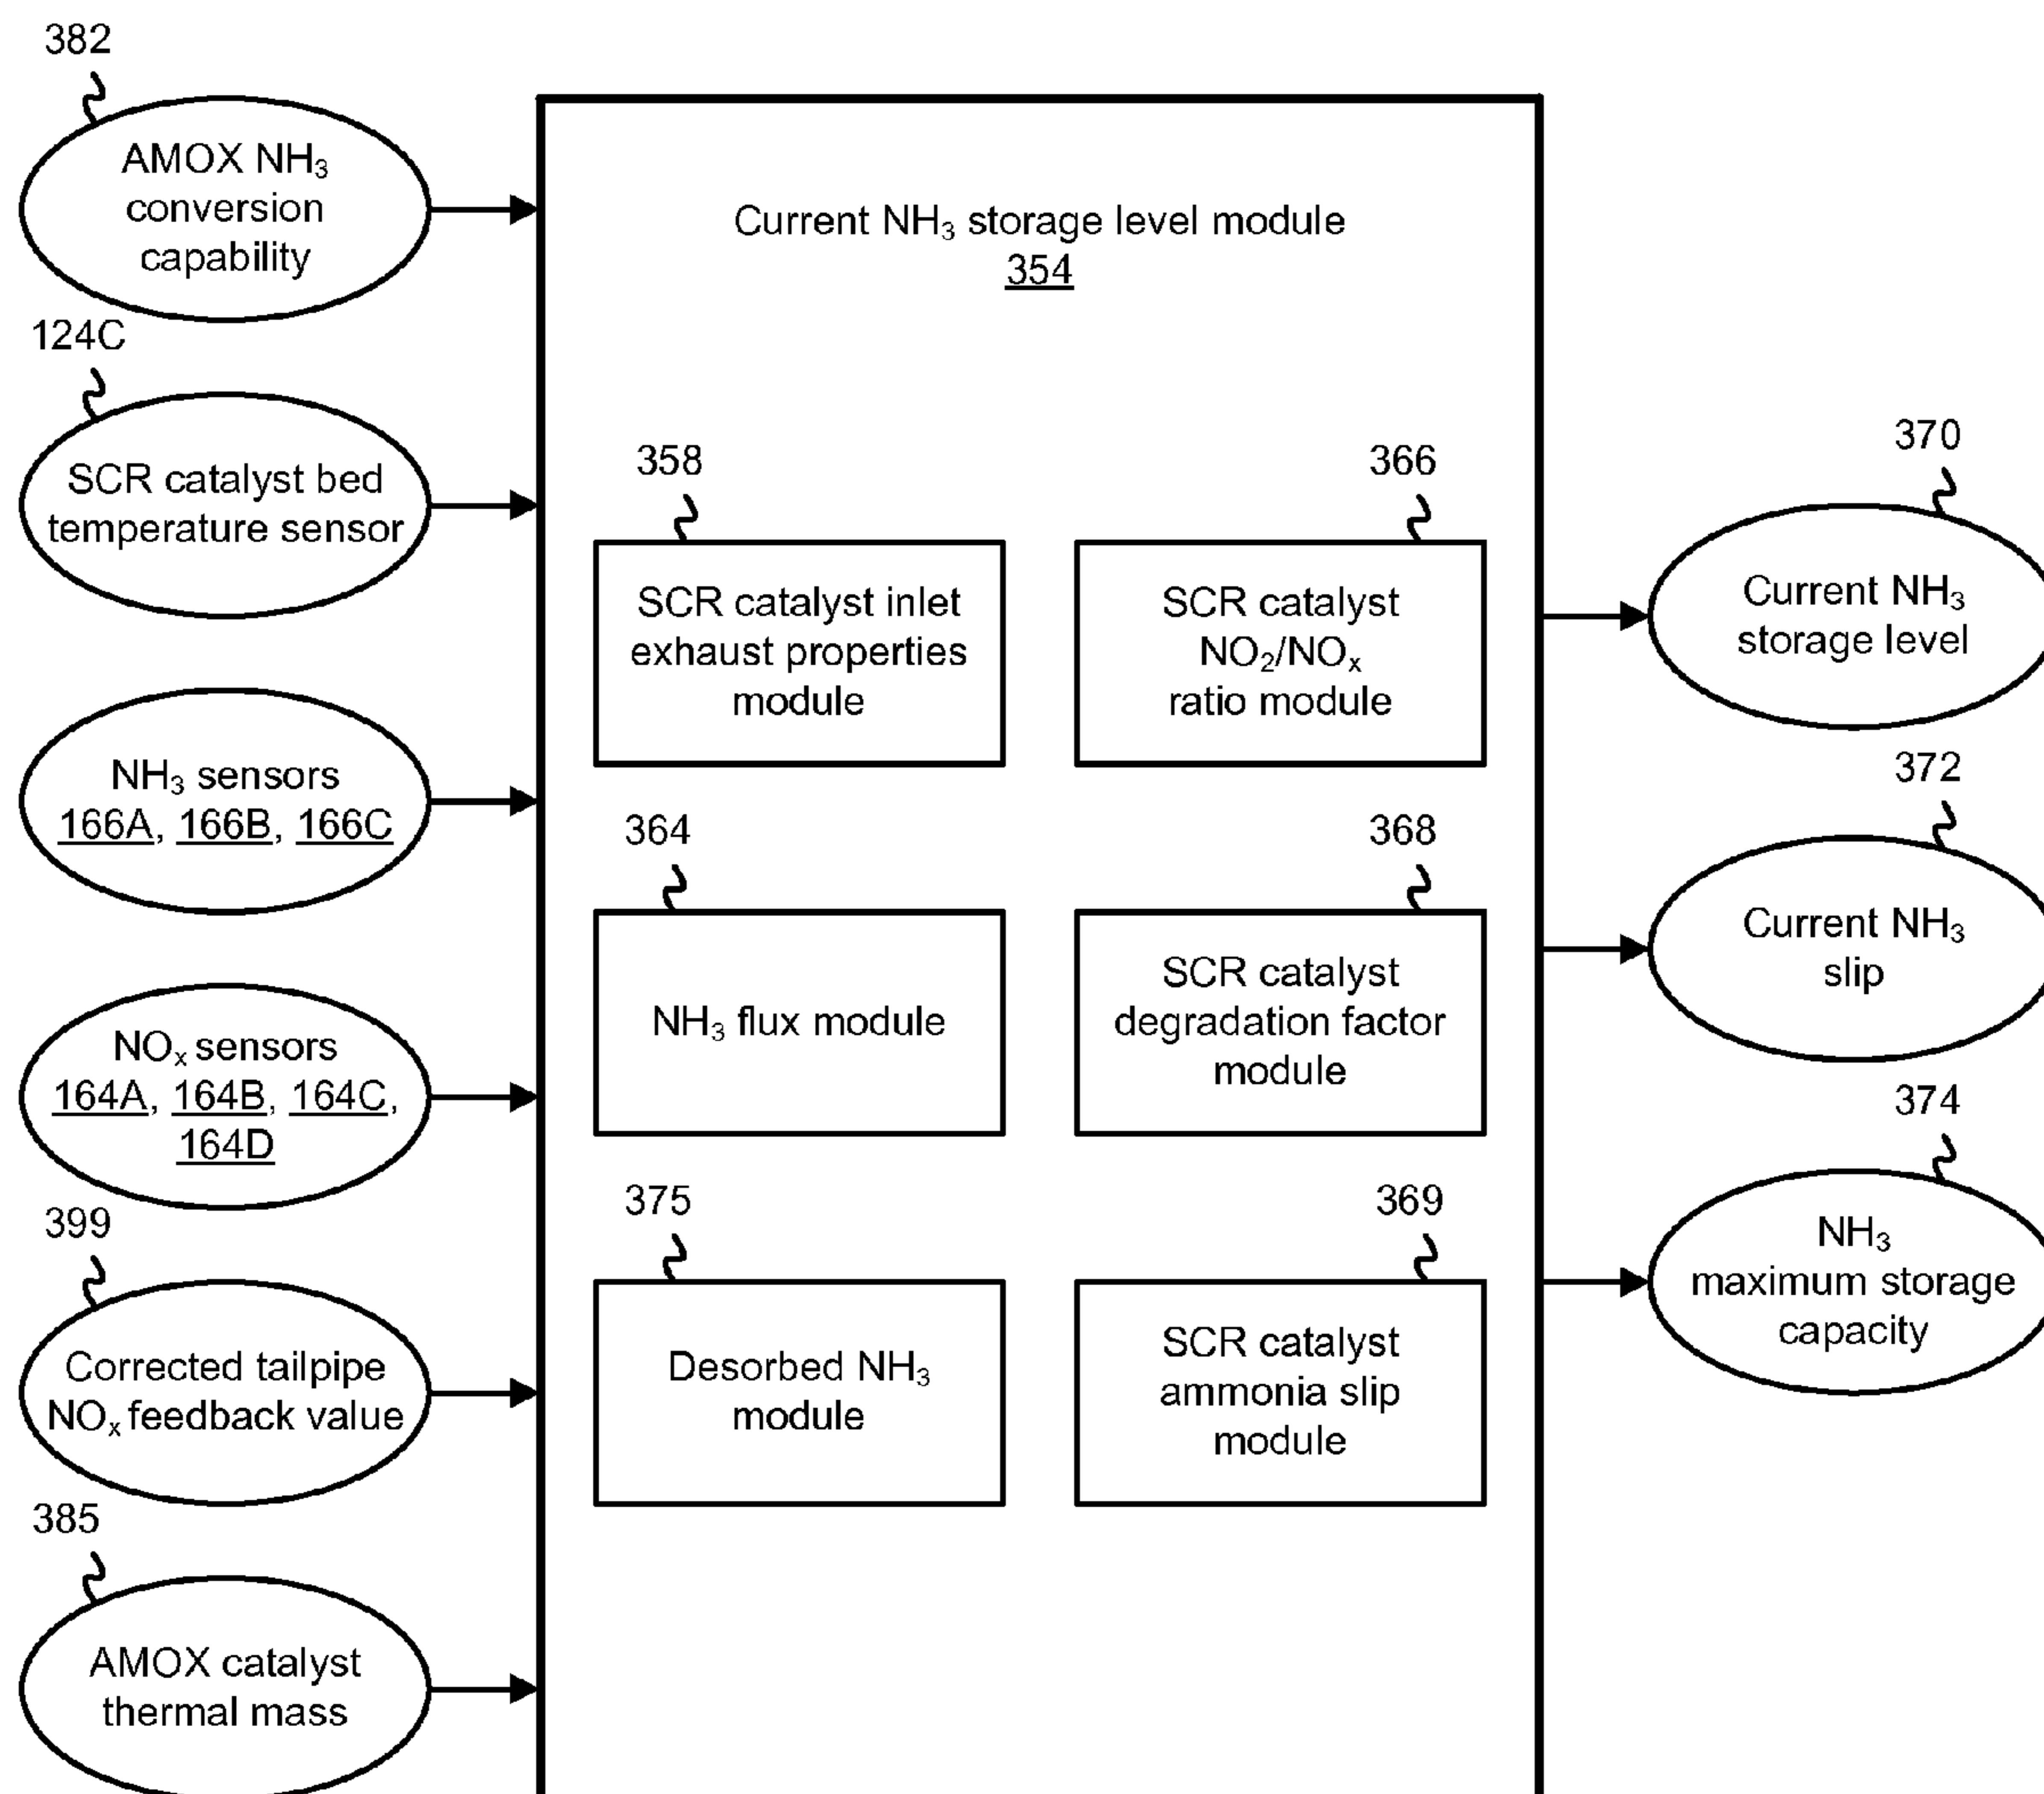 382
AMOX NH₃
conversion
capability
124C
SCR catalyst bed
temperature sensor
NH₃ sensors
166A, 166B, 166C
NOₓ sensors
164A, 164B, 164C,
164D
399
Corrected tailpipe
NOₓ feedback value
385
AMOX catalyst
thermal mass
Current NH₃ storage level module
354
358
SCR catalyst inlet
exhaust properties
module
366
SCR catalyst
NO₂/NOₓ
ratio module
364
NH₃ flux module
368
SCR catalyst
degradation factor
module
375
Desorbed NH₃
module
369
SCR catalyst
ammonia slip
module
370
Current NH₃
storage level
372
Current NH₃
slip
374
NH₃
maximum storage
capacity